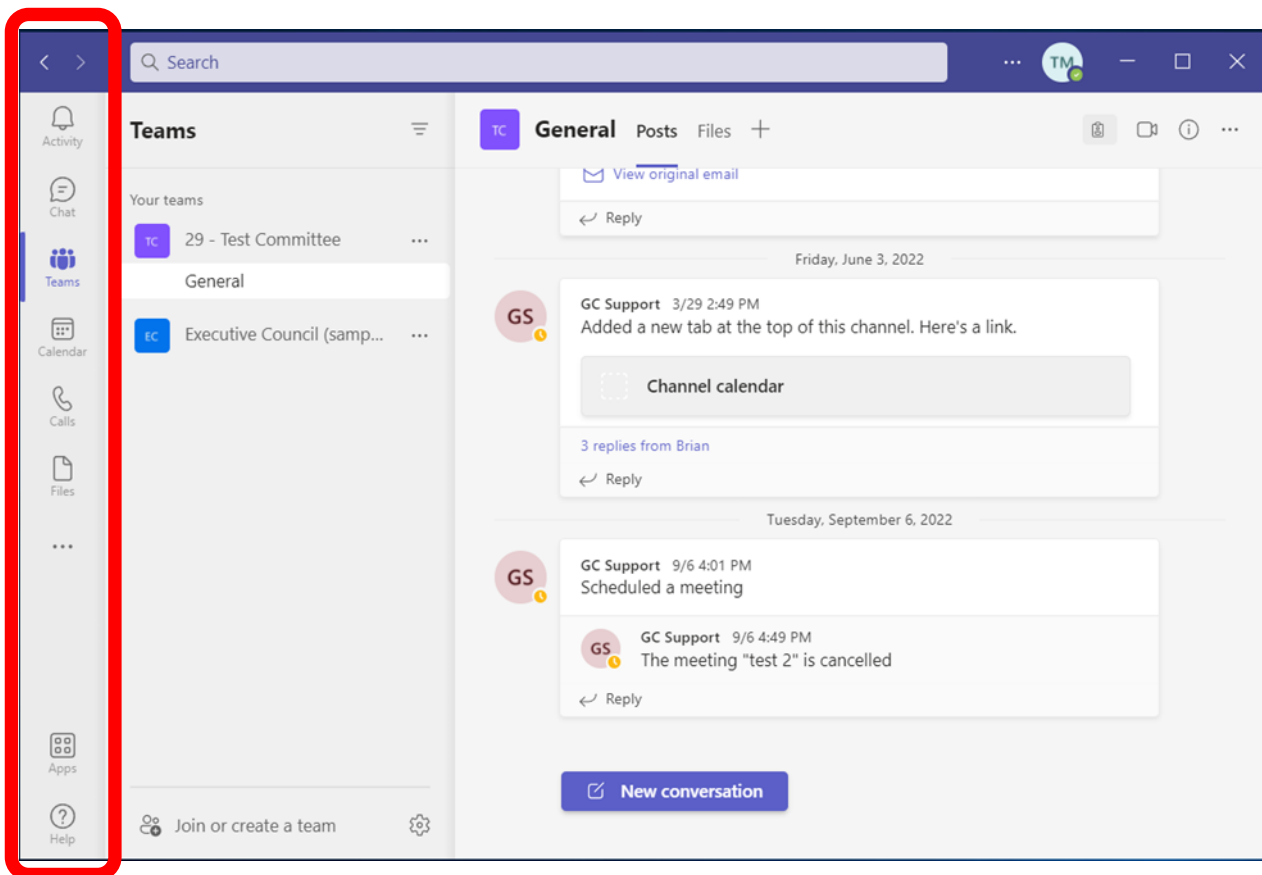 Search
TM
Activity
Chat
Teams
Calendar
Calls
Files
Apps
Help
Teams
Your teams
TC 29 - Test Committee
General
EC Executive Council (samp...
Join or create a team
TC General Posts Files
View original email
Reply
Friday, June 3, 2022
GS
GC Support 3/29 2:49 PM
Added a new tab at the top of this channel. Here's a link.
Channel calendar
3 replies from Brian
Reply
Tuesday, September 6, 2022
GS
GC Support 9/6 4:01 PM
Scheduled a meeting
GS
GC Support 9/6 4:49 PM
The meeting "test 2" is cancelled
Reply
New conversation